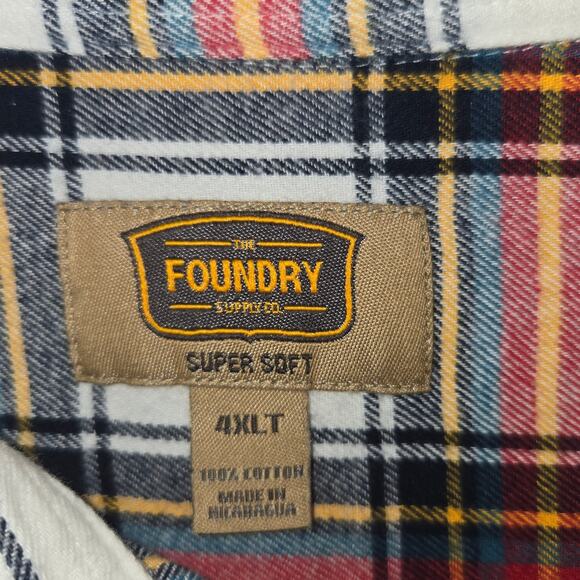 THE
FOUNDRY
SUPPLY CO.
SUPER SOFT
4XLT
100% COTTON
MADE IN
NICARAGUA